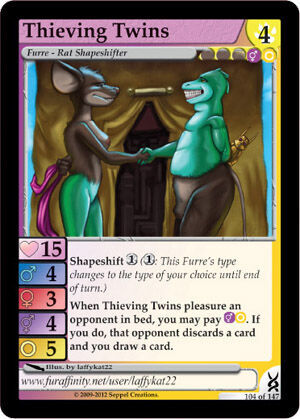 Thieving Twins
4
Furre - Rat Shapeshifter
15
4
3
4
5
Shapeshift 1 (1: This Furre's type
changes to the type of your choice until end
of turn.)
When Thieving Twins pleasure an
opponent in bed, you may pay. If
you do, that opponent discards a card
and you draw a card.
Illus. by laffykat22
www.furaffinity.net/user/laffykat22
104 of 147
© 2009-2012 Seppel Creations.